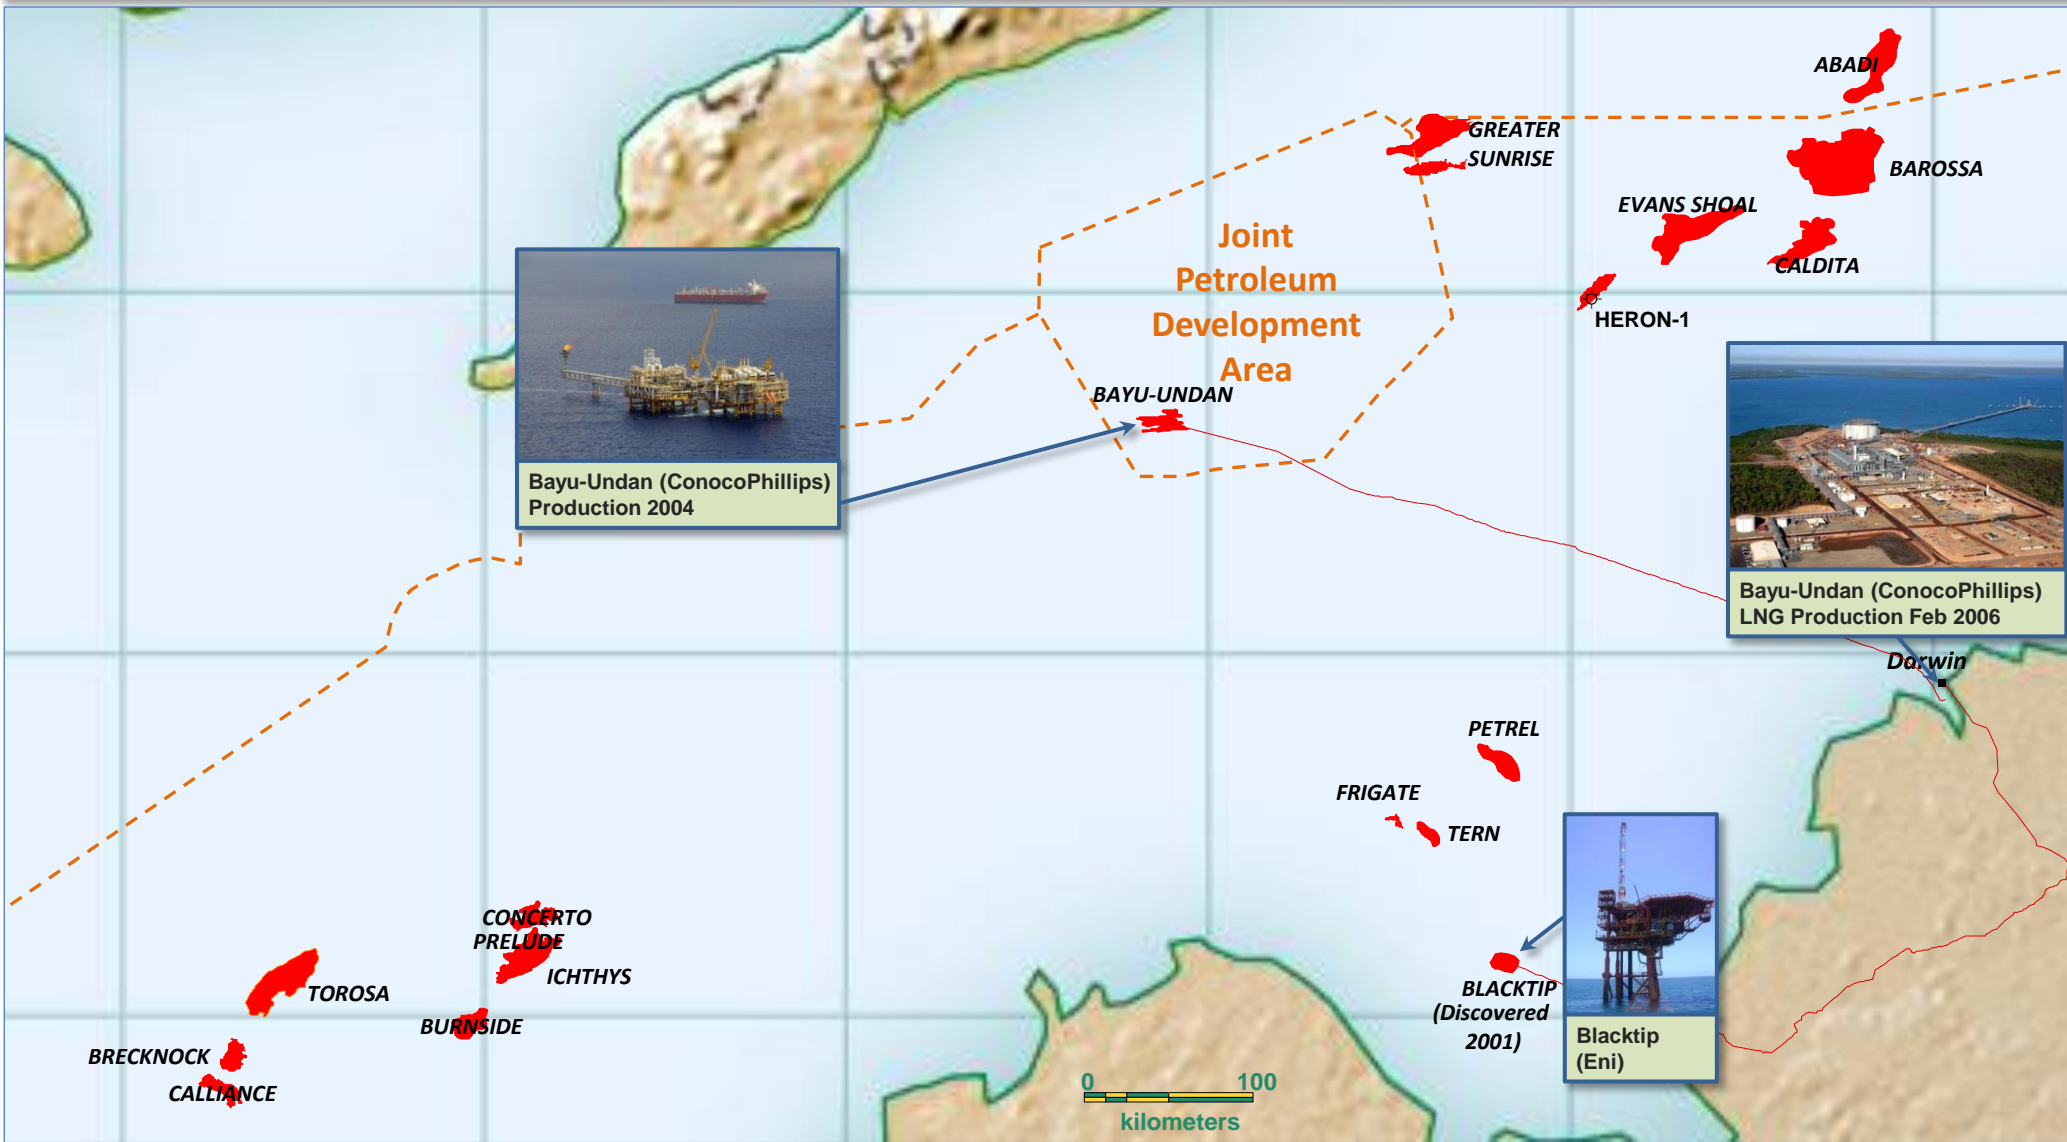 ABADI
GREATER
SUNRISE
BAROSSA
EVANS SHOAL
CALDITA
HERON-1
Joint
Petroleum
Development
Area
BAYU-UNDAN
Bayu-Undan (ConocoPhillips)
Production 2004
Bayu-Undan (ConocoPhillips)
LNG Production Feb 2006
Darwin
PETREL
FRIGATE
TERN
CONCERTO
PRELUDE
ICHTHYS
TOROSA
BURNSIDE
BRECKNOCK
CALLIANCE
BLACKTIP
(Discovered
2001)
Blacktip
(Eni)
0 100
kilometers